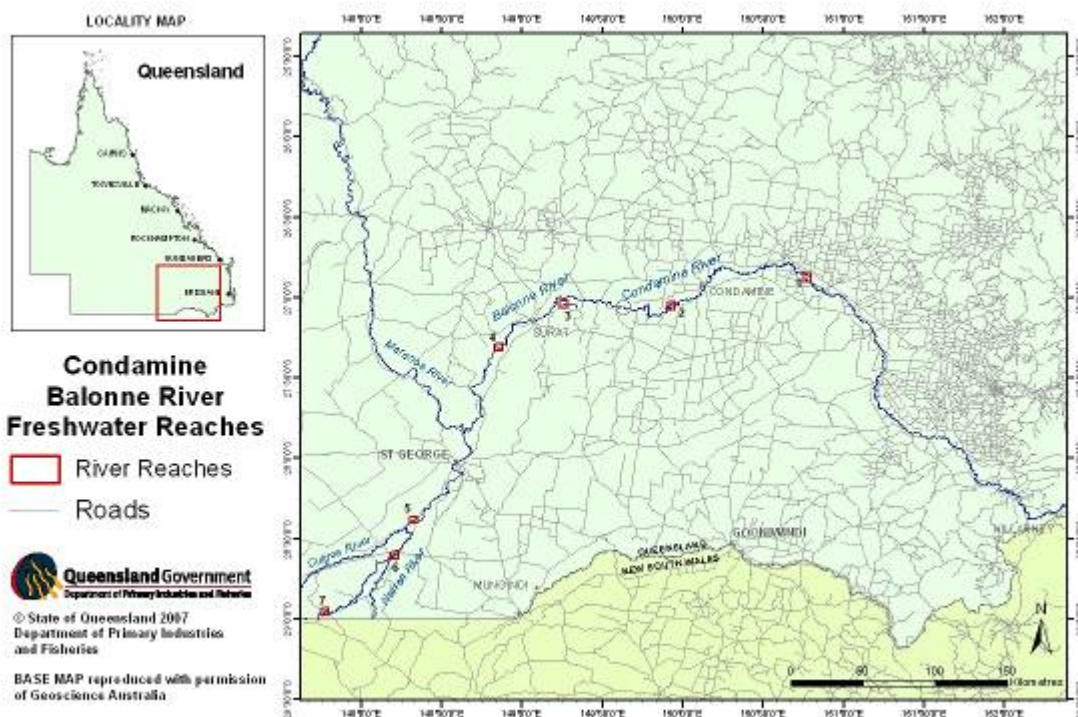 LOCALITY MAP
Queensland
CAIRNS
TOWNSVILLE
MACKAY
ROCKHAMPTON
BUNDABERG
BRISBANE
Condamine
Balonne River
Freshwater Reaches
River Reaches
Roads
Queensland Government
Department of Primary Industries and Fisheries
© State of Queensland 2007
Department of Primary Industries
and Fisheries
BASE MAP reproduced with permission
of Geoscience Australia
Condamine River
CONDAMINE
Balonne River
SURAT
Maranoa River
ST GEORGE
1
2
3
4
5
6
7
Culgoa River
Narran River
MUNGINDI
GOONDIWINDI
QUEENSLAND
NEW SOUTH WALES
KILLARNEY
N
0 50 100 150
Kilometres